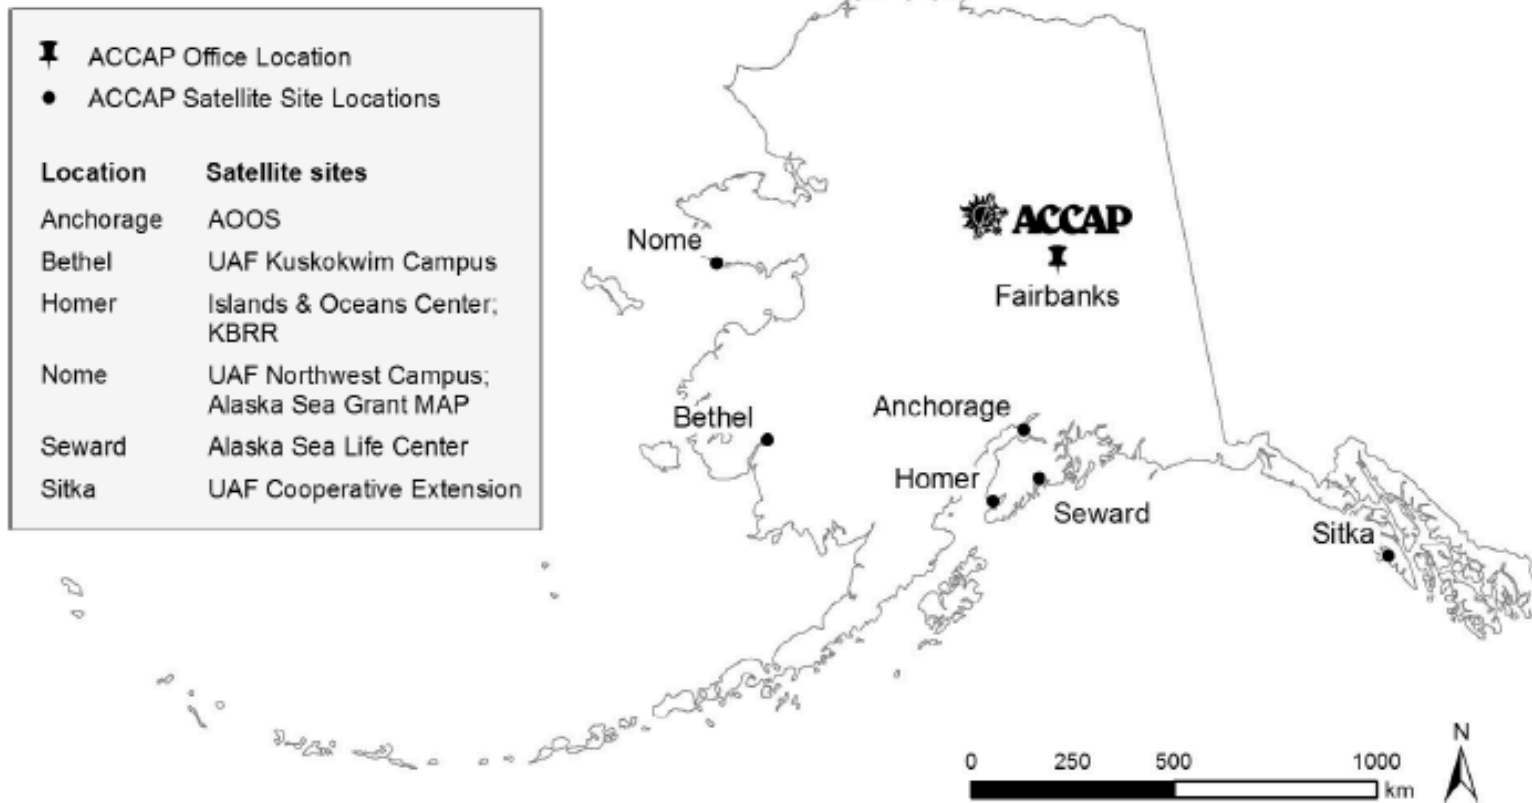 ACCAP Office Location
ACCAP Satellite Site Locations
Location Satellite sites
Anchorage AOOS
Bethel UAF Kuskokwim Campus
Homer Islands & Oceans Center;
KBRR
Nome UAF Northwest Campus;
Alaska Sea Grant MAP
Seward Alaska Sea Life Center
Sitka UAF Cooperative Extension
ACCAP
Nome
Fairbanks
Anchorage
Bethel
Homer
Seward
Sitka
N
0 250 500 1000
km